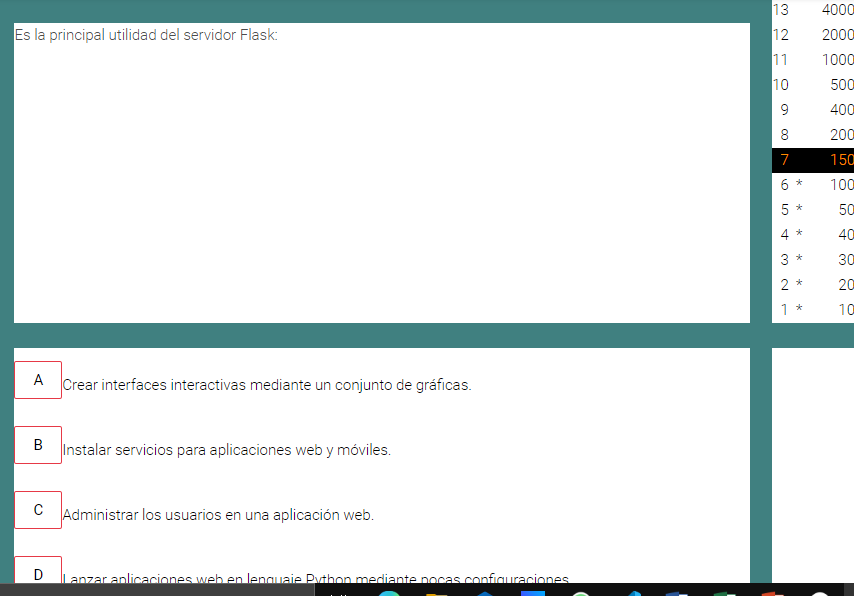 Es la principal utilidad del servidor Flask:
13 4000
12 2000
11 1000
10 500
9 400
8 200
7 150
6 * 100
5 * 50
4 * 40
3 * 30
2 * 20
1 * 10
A Crear interfaces interactivas mediante un conjunto de gráficas.
B Instalar servicios para aplicaciones web y móviles.
C Administrar los usuarios en una aplicación web.
D Lanzar aplicaciones web en lenguaje Python mediante pocas configuraciones.